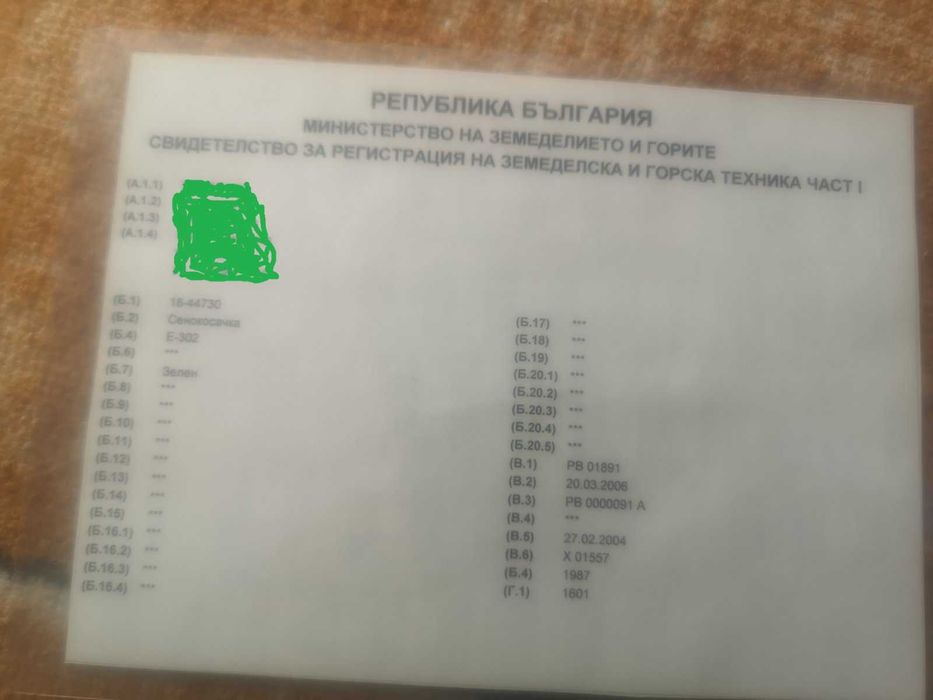 РЕПУБЛИКА БЪЛГАРИЯ
МИНИСТЕРСТВО НА ЗЕМЕДЕЛИЕТО И ГОРИТЕ
СВИДЕТЕЛСТВО ЗА РЕГИСТРАЦИЯ НА ЗЕМЕДЕЛСКА И ГОРСКА ТЕХНИКА ЧАСТ I
(А.1.1)
(А.1.2)
(А.1.3)
(А.1.4)
(Б.1) 16-44730
(Б.2) Сенокосачка
(Б.4) Е-302
(Б.6) ***
(Б.7) Зелен
(Б.8) ***
(Б.9) ***
(Б.10) ***
(Б.11) ***
(Б.12) ***
(Б.13) ***
(Б.14) ***
(Б.15) ***
(Б.16.1) ***
(Б.16.2) ***
(Б.16.3) ***
(Б.16.4) ***
(Б.17) ***
(Б.18) ***
(Б.19) ***
(Б.20.1) ***
(Б.20.2) ***
(Б.20.3) ***
(Б.20.4) ***
(Б.20.5) ***
(В.1) РВ 01891
(В.2) 20.03.2006
(В.3) РВ 0000091 А
(В.4) ***
(В.5) 27.02.2004
(В.6) Х 01557
(Б.4) 1987
(Г.1) 1601